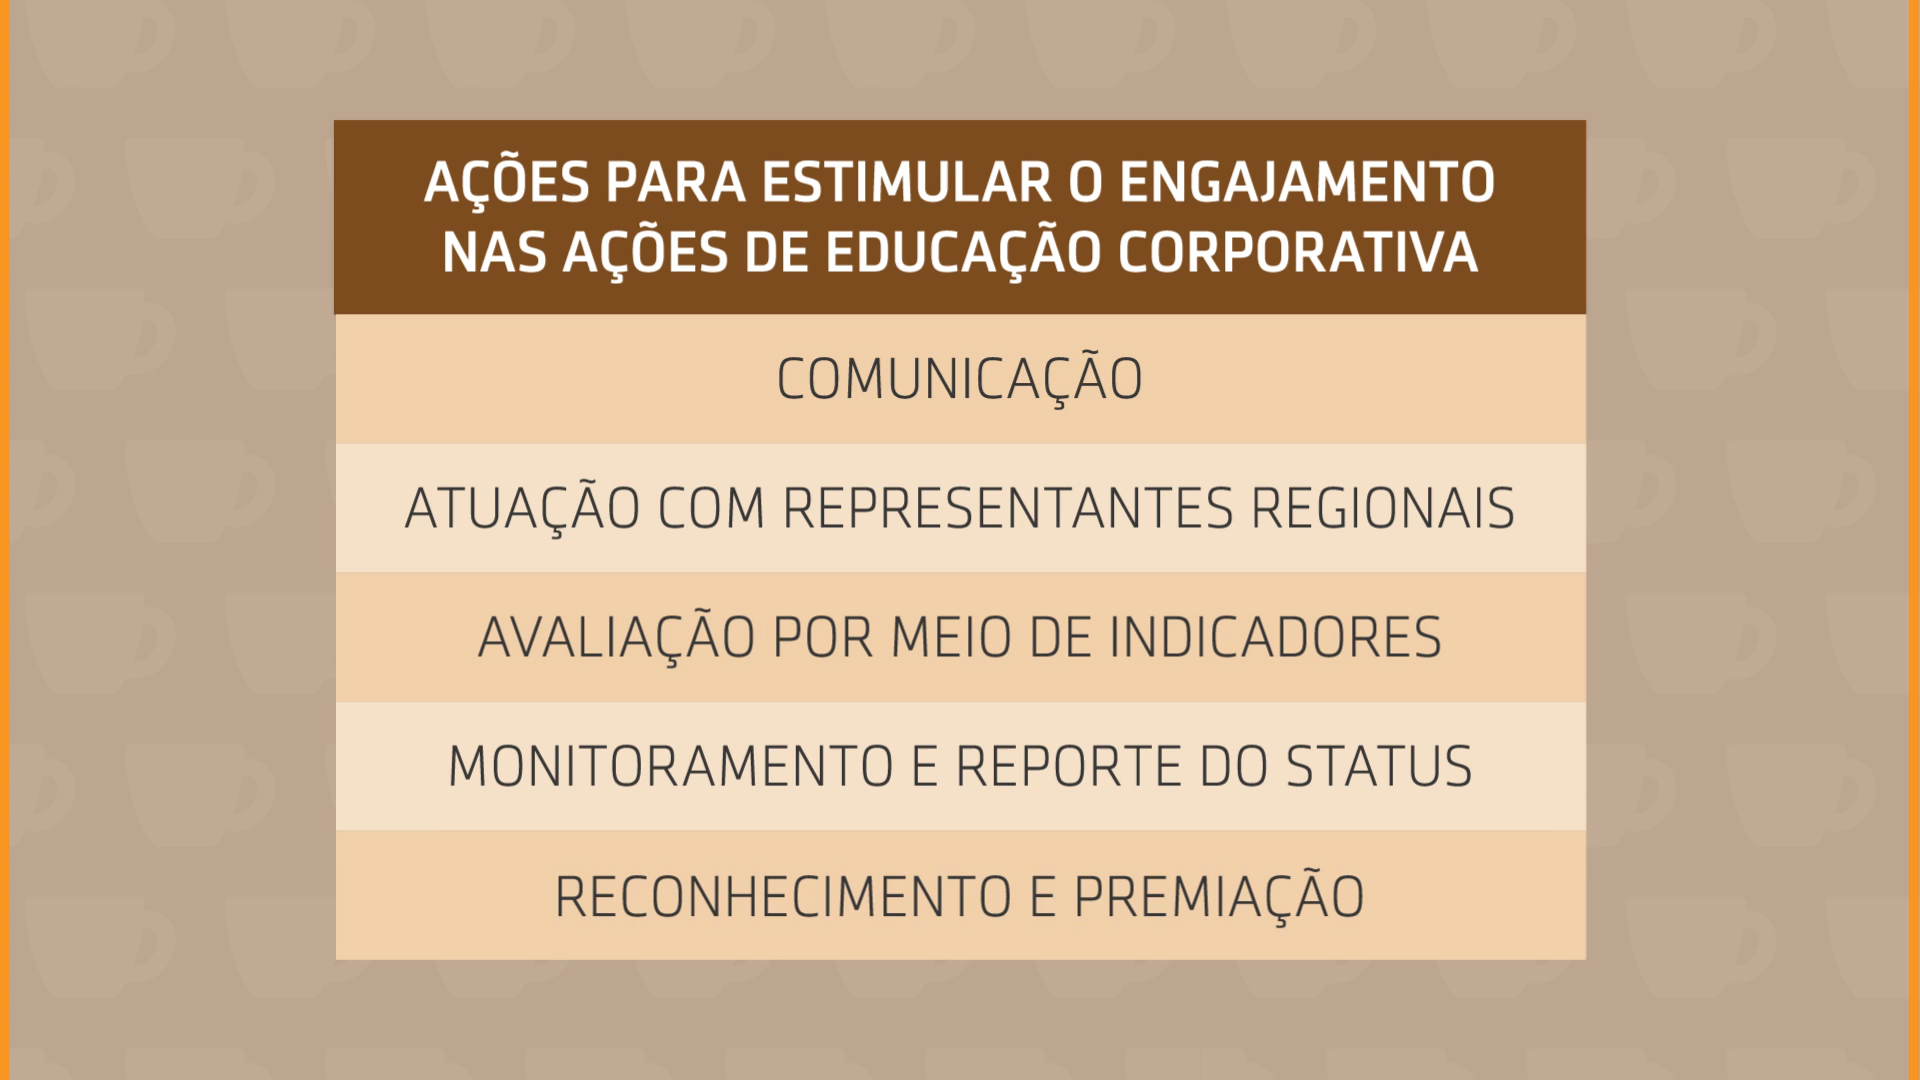 AÇÕES PARA ESTIMULAR O ENGAJAMENTO
NAS AÇÕES DE EDUCAÇÃO CORPORATIVA
COMUNICAÇÃO
ATUAÇÃO COM REPRESENTANTES REGIONAIS
AVALIAÇÃO POR MEIO DE INDICADORES
MONITORAMENTO E REPORTE DO STATUS
RECONHECIMENTO E PREMIAÇÃO